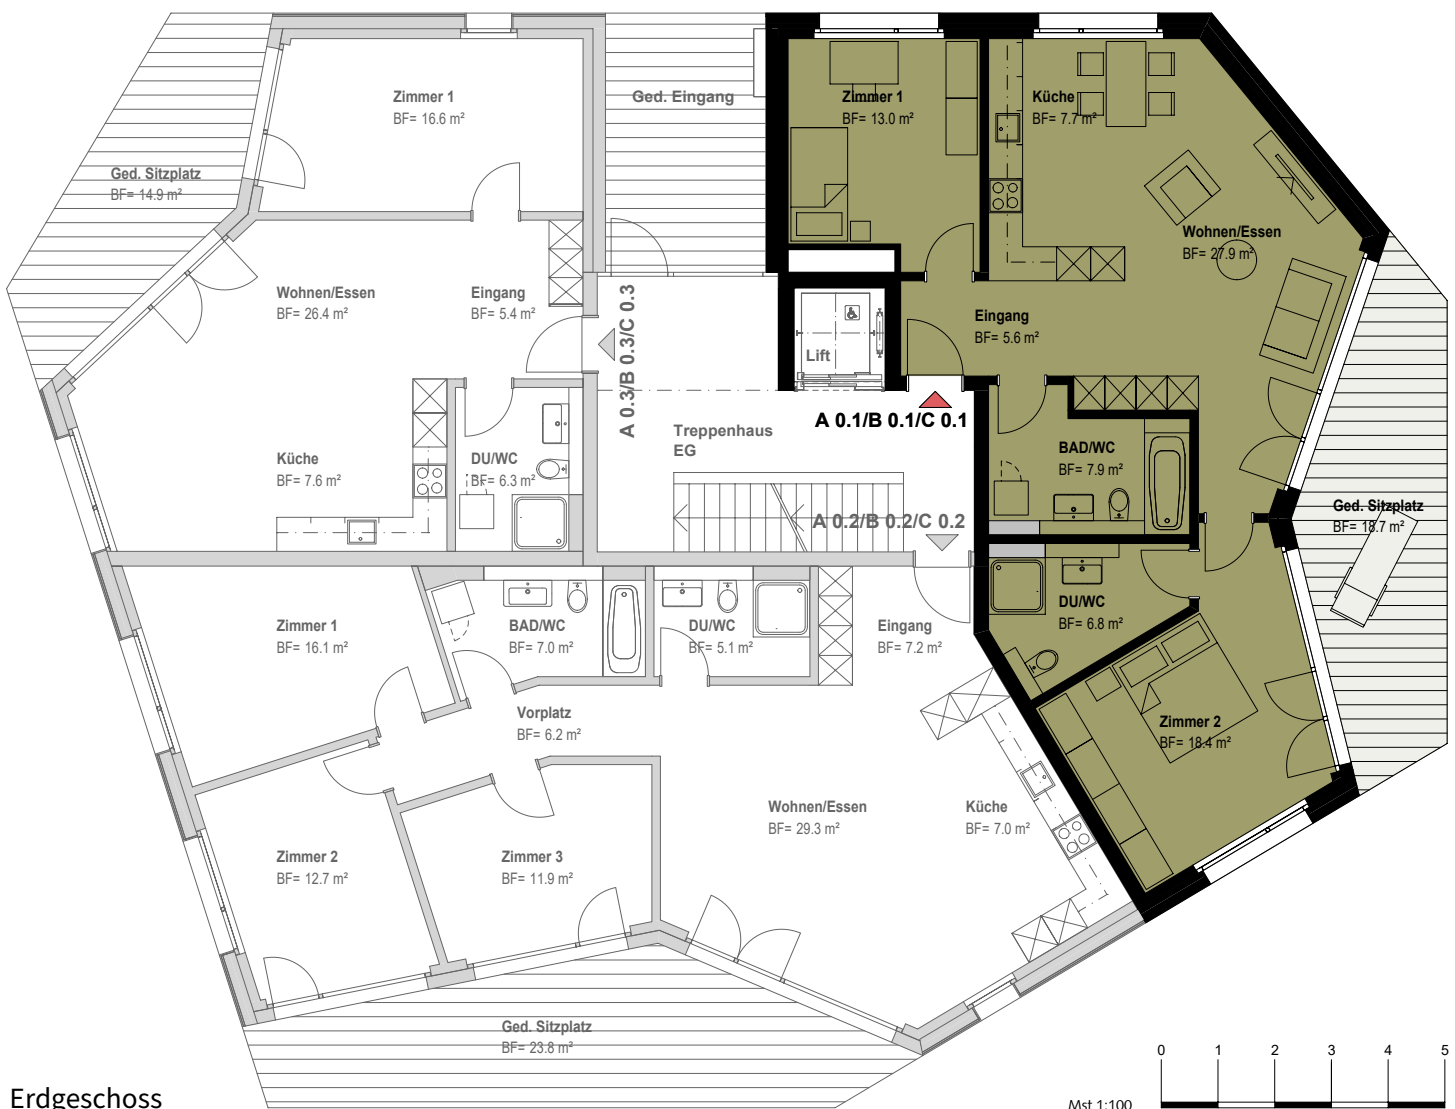 Zimmer 1
BF= 16.6 m²
Ged. Eingang
Zimmer 1
BF= 13.0 m²
Küche
BF= 7.7 m²
Ged. Sitzplatz
BF= 14.9 m²
Wohnen/Essen
BF= 27.9 m²
Wohnen/Essen
BF= 26.4 m²
Eingang
BF= 5.4 m²
A 0.3/B 0.3/C 0.3
Lift
Eingang
BF= 5.6 m²
A 0.1/B 0.1/C 0.1
Treppenhaus
EG
Küche
BF= 7.6 m²
DU/WC
BF= 6.3 m²
BAD/WC
BF= 7.9 m²
A 0.2/B 0.2/C 0.2
Ged. Sitzplatz
BF= 18.7 m²
Zimmer 1
BF= 16.1 m²
BAD/WC
BF= 7.0 m²
DU/WC
BF= 5.1 m²
Eingang
BF= 7.2 m²
DU/WC
BF= 6.8 m²
Vorplatz
BF= 6.2 m²
Zimmer 2
BF= 18.4 m²
Wohnen/Essen
BF= 29.3 m²
Küche
BF= 7.0 m²
Zimmer 2
BF= 12.7 m²
Zimmer 3
BF= 11.9 m²
Ged. Sitzplatz
BF= 23.8 m²
0 1 2 3 4 5
Mst 1:100
Erdgeschoss